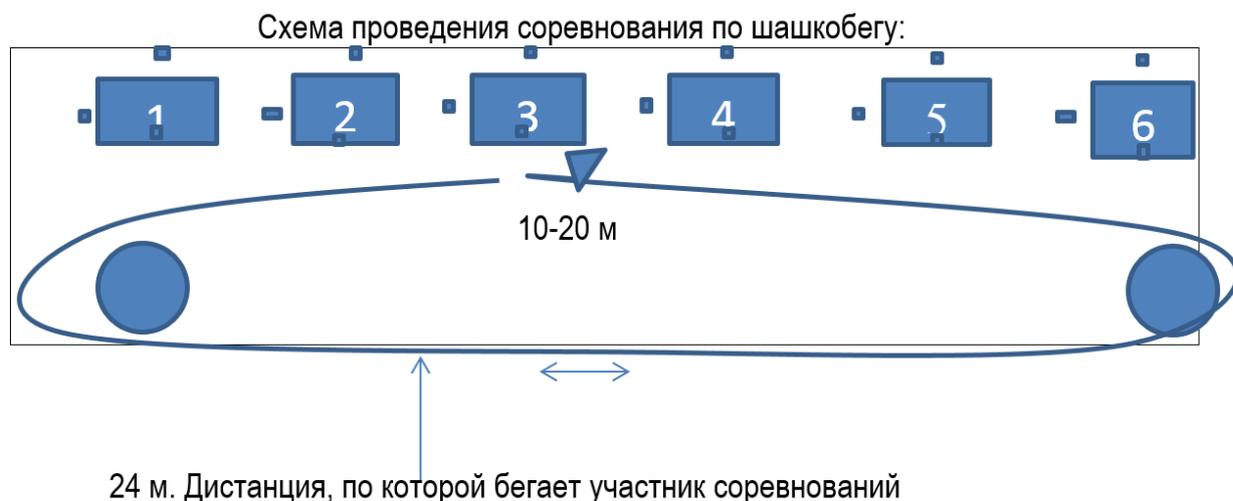 Схема проведения соревнования по шашкобегу:
1 2 3 4 5 6
10-20 м
24 м. Дистанция, по которой бегает участник соревнований